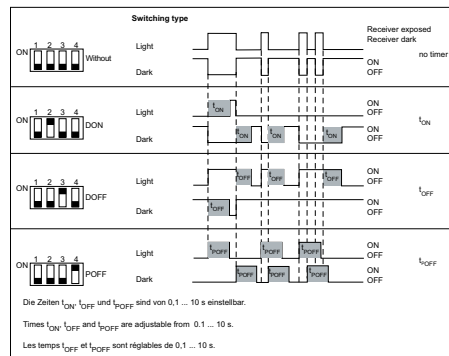 Switching type
1 2 3 4
ON
Without
Light
Dark
Receiver exposed
Receiver dark
ON
OFF
no timer
1 2 3 4
ON
DON
Light
Dark
tON
tON
tON
tON
ON
OFF
ON
OFF
tON
1 2 3 4
ON
DOFF
Light
Dark
tOFF
tOFF
tOFF
tOFF
ON
OFF
ON
OFF
tOFF
1 2 3 4
ON
POFF
Light
Dark
tPOFF
tPOFF
tPOFF
tPOFF
tPOFF
tPOFF
ON
OFF
ON
OFF
tPOFF
Die Zeiten tON, tOFF und tPOFF sind von 0,1 ... 10 s einstellbar.
Times tON, tOFF and tPOFF are adjustable from 0.1 ... 10 s.
Les temps tOFF et tPOFF sont réglables de 0,1 ... 10 s.